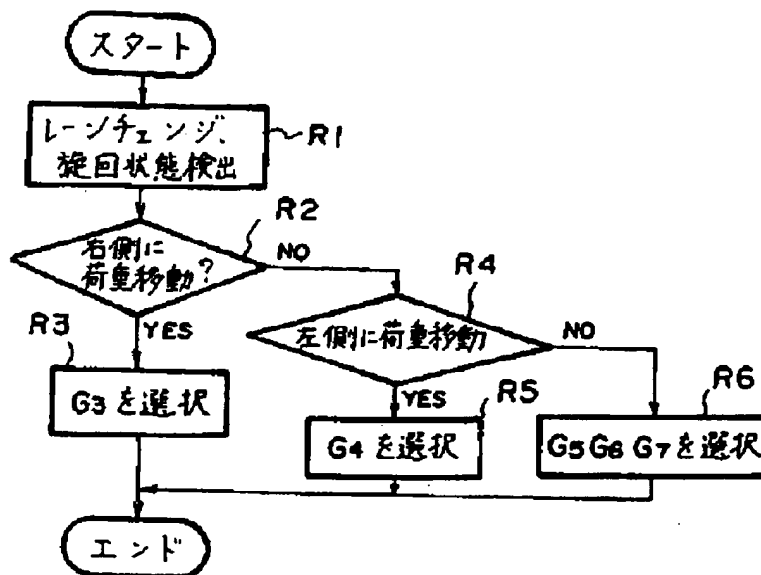 スタート
レーンチェンジ、
旋回状態検出
R1
R2
右側に
荷重移動?
NO
YES
R3
G3を選択
R4
左側に荷重移動
NO
YES
R5
G4を選択
R6
G5 G6 G7を選択
エンド